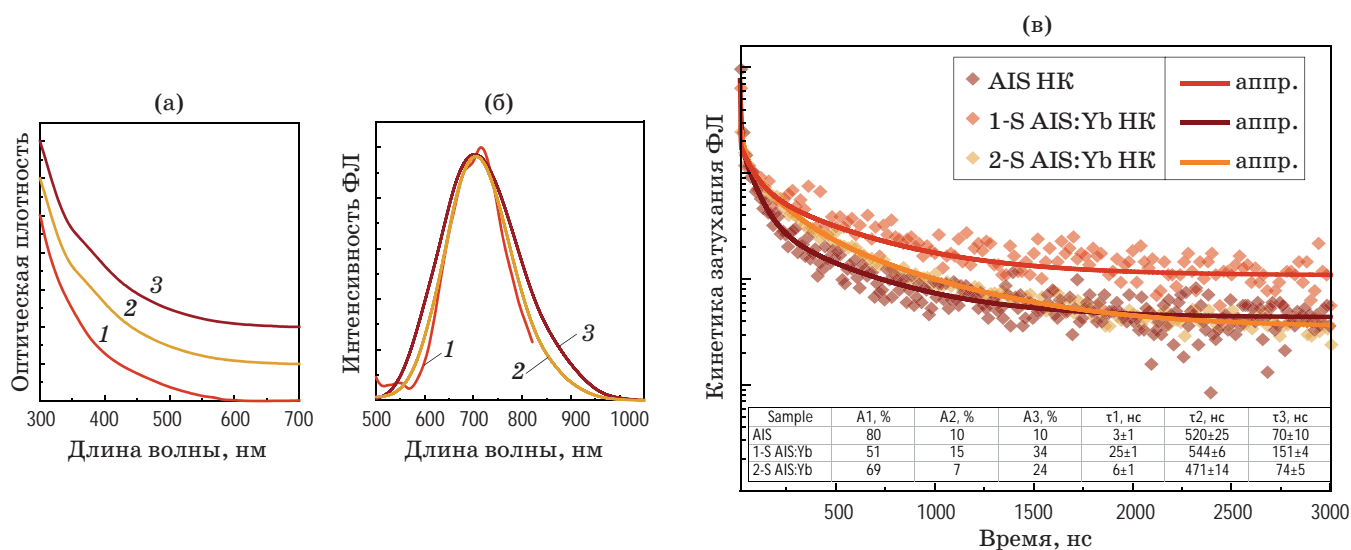 (а)
Оптическая плотность
3
2
1
300 400 500 600 700
Длина волны, нм
(б)
Интенсивность ФЛ
1
2
3
500 600 700 800 900 1000
Длина волны, нм
(в)
Кинетика затухания ФЛ
AIS НК аппр.
1-S AIS:Yb НК аппр.
2-S AIS:Yb НК аппр.
Sample A1, % A2, % A3, % τ1, нс τ2, нс τ3, нс
AIS 80 10 10 3±1 520±25 70±10
1-S AIS:Yb 51 15 34 25±1 544±6 151±4
2-S AIS:Yb 69 7 24 6±1 471±14 74±5
500 1000 1500 2000 2500 3000
Время, нс